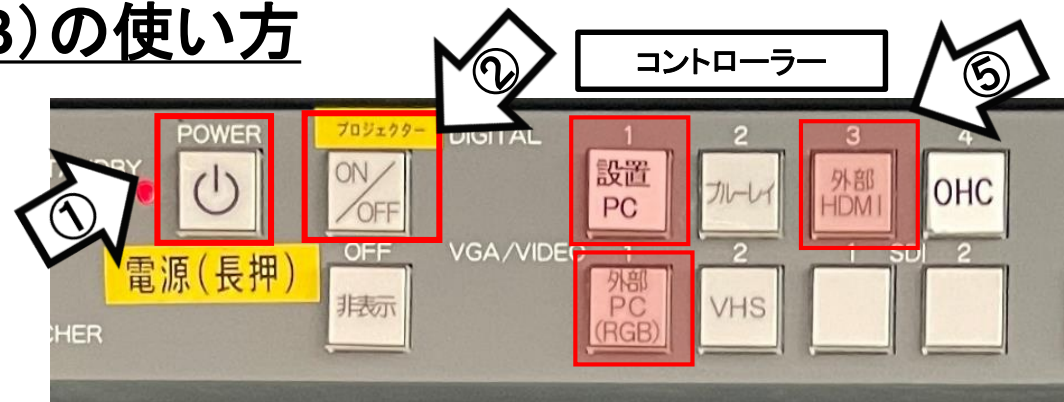 )の使い方
コントローラー
②
⑤
POWER
プロジェクター
DIGITAL
1
2
3
4
ON/OFF
設置
PC
ブルーレイ
外部
HDMI
OHC
①
電源(長押)
OFF
VGA/VIDEO
1
2
1
SDI
2
非表示
外部
PC
(RGB)
VHS